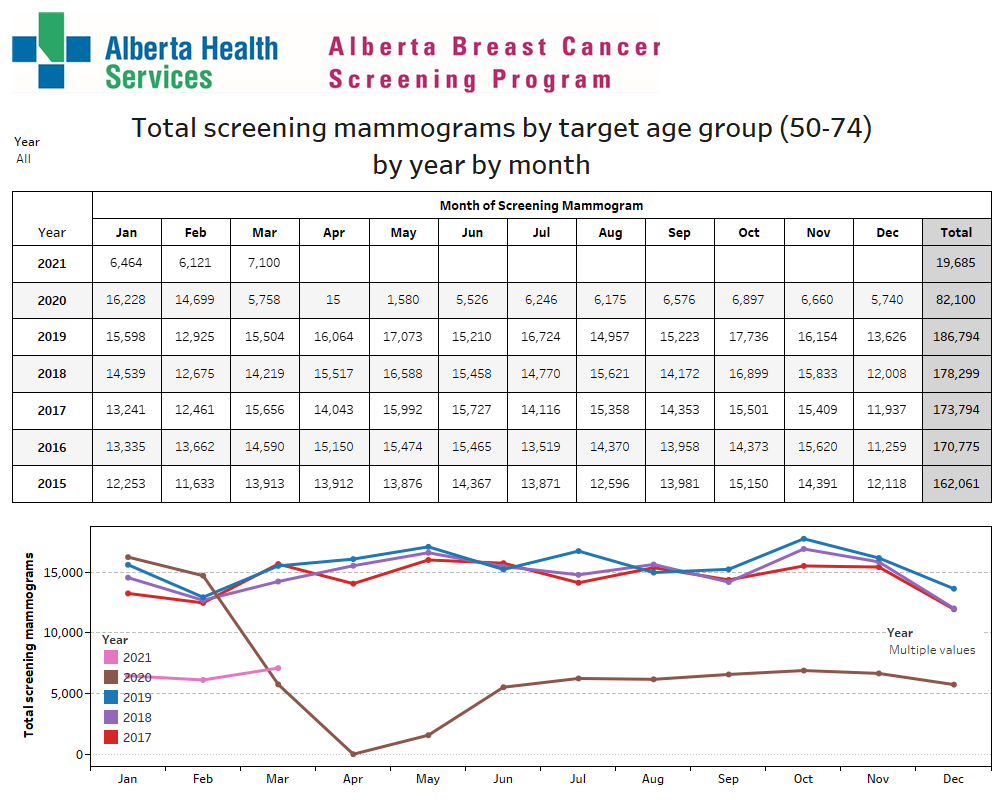 Alberta Health
Services
Alberta Breast Cancer
Screening Program
Total screening mammograms by target age group (50-74)
by year by month
Year
All
Month of Screening Mammogram
Year Jan Feb Mar Apr May Jun Jul Aug Sep Oct Nov Dec Total
2021 6,464 6,121 7,100 19,685
2020 16,228 14,699 5,758 15 1,580 5,526 6,246 6,175 6,576 6,897 6,660 5,740 82,100
2019 15,598 12,925 15,504 16,064 17,073 15,210 16,724 14,957 15,223 17,736 16,154 13,626 186,794
2018 14,539 12,675 14,219 15,517 16,588 15,458 14,770 15,621 14,172 16,899 15,833 12,008 178,299
2017 13,241 12,461 15,656 14,043 15,992 15,727 14,116 15,358 14,353 15,501 15,409 11,937 173,794
2016 13,335 13,662 14,590 15,150 15,474 15,465 13,519 14,370 13,958 14,373 15,620 11,259 170,775
2015 12,253 11,633 13,913 13,912 13,876 14,367 13,871 12,596 13,981 15,150 14,391 12,118 162,061
Total screening mammograms
15,000
10,000
5,000
0
Year
2021
2020
2019
2018
2017
Year
Multiple values
Jan Feb Mar Apr May Jun Jul Aug Sep Oct Nov Dec